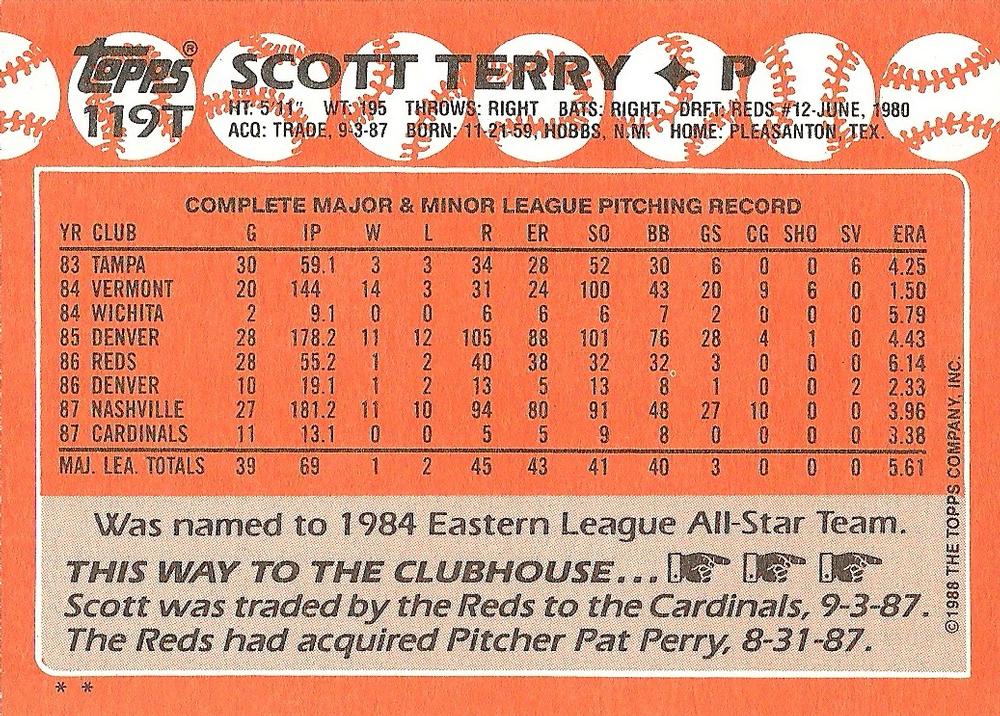 Topps® SCOTT TERRY ✦ P
119T HT: 5'11" WT: 195 THROWS: RIGHT BATS: RIGHT DRFT: REDS #12-JUNE, 1980
ACQ: TRADE, 9-3-87 BORN: 11-21-59, HOBBS, N.M. HOME: PLEASANTON, TEX.
COMPLETE MAJOR & MINOR LEAGUE PITCHING RECORD
YR CLUB G IP W L R ER SO BB GS CG SHO SV ERA
83 TAMPA 30 59.1 3 3 34 28 52 30 6 0 0 6 4.25
84 VERMONT 20 144 14 3 31 24 100 43 20 9 6 0 1.50
84 WICHITA 2 9.1 0 0 6 6 6 7 2 0 0 0 5.79
85 DENVER 28 178.2 11 12 105 88 101 76 28 4 1 0 4.43
86 REDS 28 55.2 1 2 40 38 32 32 3 0 0 0 6.14
86 DENVER 10 19.1 1 2 13 5 13 8 1 0 0 2 2.33
87 NASHVILLE 27 181.2 11 10 94 80 91 48 27 10 0 0 3.96
87 CARDINALS 11 13.1 0 0 5 5 9 8 0 0 0 0 3.38
MAJ. LEA. TOTALS 39 69 1 2 45 43 41 40 3 0 0 0 5.61
Was named to 1984 Eastern League All-Star Team.
THIS WAY TO THE CLUBHOUSE...
Scott was traded by the Reds to the Cardinals, 9-3-87.
The Reds had acquired Pitcher Pat Perry, 8-31-87.
©1988 THE TOPPS COMPANY, INC.
* *